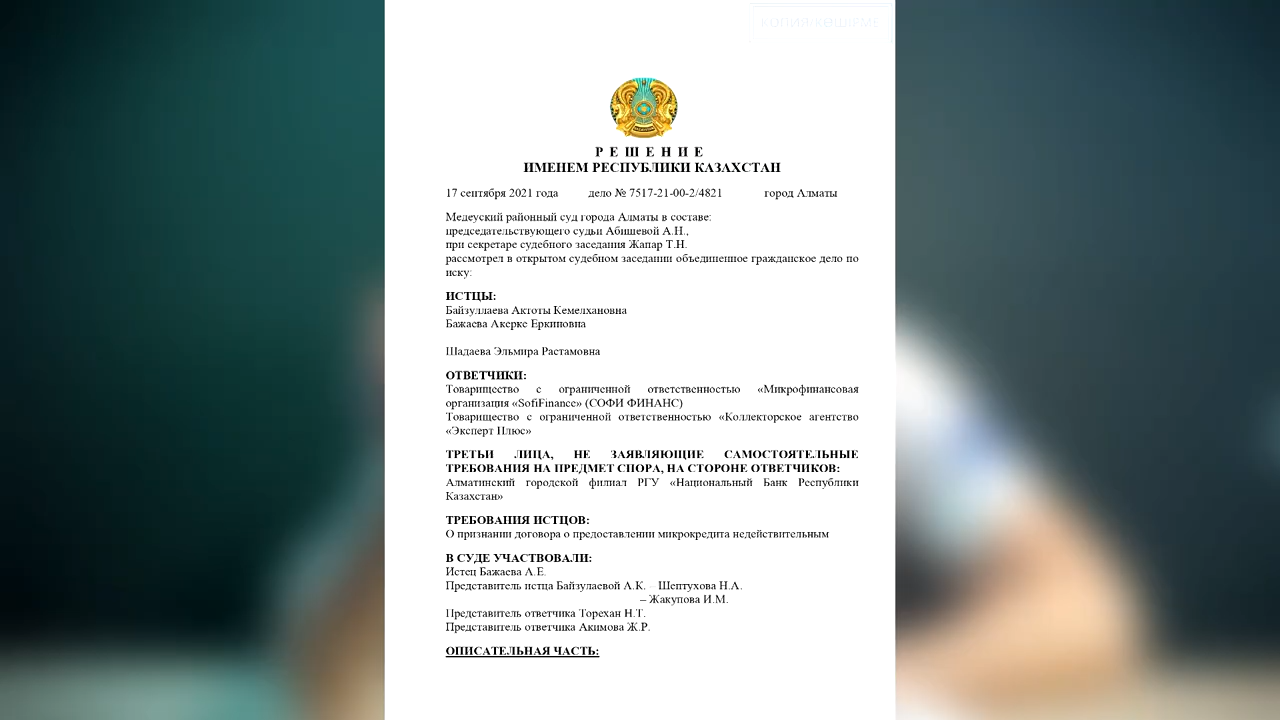 КОПИЯ-КӨШІРМЕ
Р Е Ш Е Н И Е
ИМЕНЕМ РЕСПУБЛИКИ КАЗАХСТАН
17 сентября 2021 года дело № 7517-21-00-2/4821 город Алматы
Медеуский районный суд города Алматы в составе:
председательствующего судьи Абишевой А.Н.,
при секретаре судебного заседания Жапар Т.Н.
рассмотрел в открытом судебном заседании объединенное гражданское дело по
иску:
ИСТЦЫ:
Байзуллаева Актоты Кемелхановна
Бажаева Акерке Еркиновна
Шадаева Эльмира Растамовна
ОТВЕТЧИКИ:
Товарищество с ограниченной ответственностью «Микрофинансовая
организация «SofiFinance» (СОФИ ФИНАНС)
Товарищество с ограниченной ответственностью «Коллекторское агентство
«Эксперт Плюс»
ТРЕТЬИ ЛИЦА, НЕ ЗАЯВЛЯЮЩИЕ САМОСТОЯТЕЛЬНЫЕ
ТРЕБОВАНИЯ НА ПРЕДМЕТ СПОРА, НА СТОРОНЕ ОТВЕТЧИКОВ:
Алматинский городской филиал РГУ «Национальный Банк Республики
Казахстан»
ТРЕБОВАНИЯ ИСТЦОВ:
О признании договора о предоставлении микрокредита недействительным
В СУДЕ УЧАСТВОВАЛИ:
Истец Бажаева А.Е.
Представитель истца Байзулаевой А.К. – Шептухова Н.А.
– Жакупова И.М.
Представитель ответчика Торехан Н.Т.
Представитель ответчика Акимова Ж.Р.
ОПИСАТЕЛЬНАЯ ЧАСТЬ: